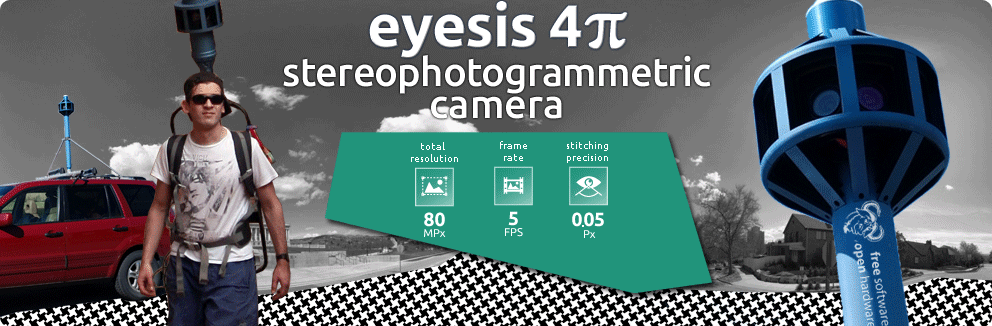 eyesis 4π
stereophotogrammetric
camera
total
resolution
80
MPx
frame
rate
5
FPS
stitching
precision
0.05
Px
free software
open hardware